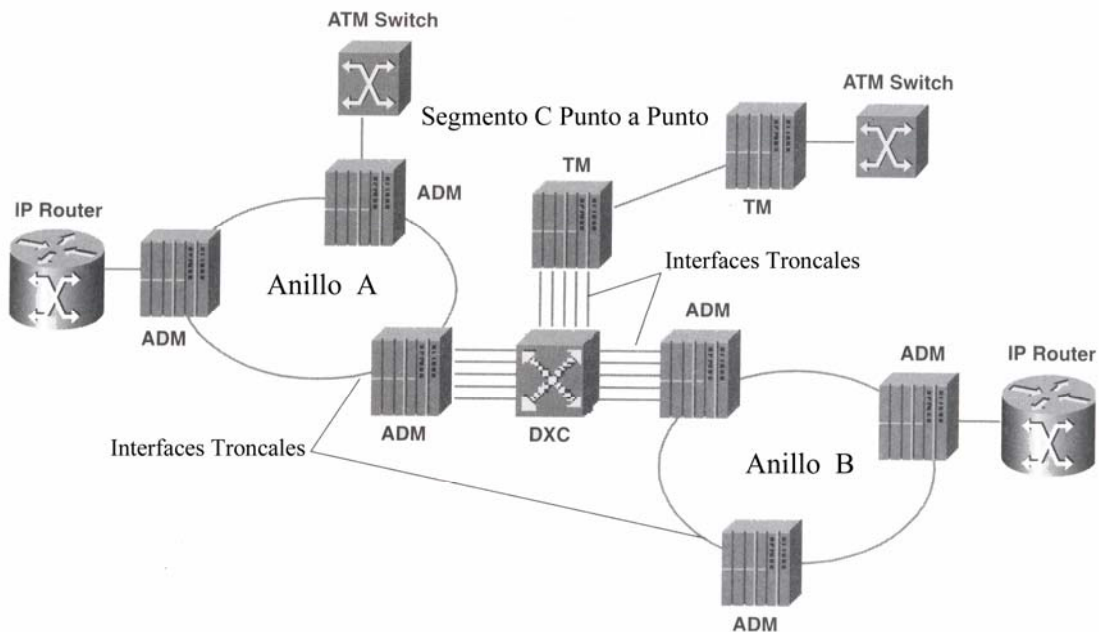 ATM Switch
ATM Switch
Segmento C Punto a Punto
TM
ADM
TM
IP Router
Interfaces Troncales
Anillo A
ADM
ADM
ADM
IP Router
ADM
DXC
Interfaces Troncales
Anillo B
ADM